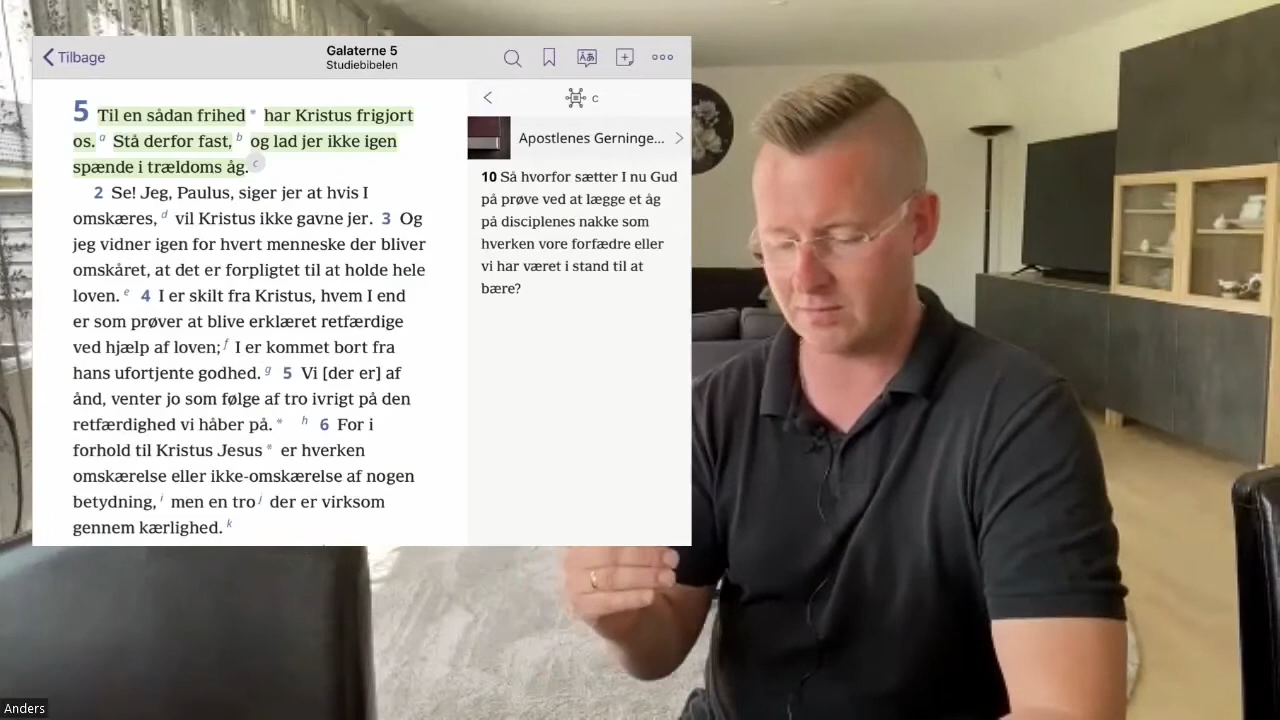 Tilbage
Galaterne 5
Studiebibelen
5 Til en sådan frihed * har Kristus frigjort
os. a Stå derfor fast, b og lad jer ikke igen
spænde i trældoms åg. c
2 Se! Jeg, Paulus, siger jer at hvis I
omskæres, d vil Kristus ikke gavne jer. 3 Og
jeg vidner igen for hvert menneske der bliver
omskåret, at det er forpligtet til at holde hele
loven. e 4 I er skilt fra Kristus, hvem I end
er som prøver at blive erklæret retfærdige
ved hjælp af loven; f I er kommet bort fra
hans ufortjente godhed. g 5 Vi [der er] af
ånd, venter jo som følge af tro ivrigt på den
retfærdighed vi håber på. * h 6 For i
forhold til Kristus Jesus * er hverken
omskærelse eller ikke-omskærelse af nogen
betydning, i men en tro j der er virksom
gennem kærlighed. k
c
Apostlenes Gerninge...
10 Så hvorfor sætter I nu Gud
på prøve ved at lægge et åg
på disciplenes nakke som
hverken vore forfædre eller
vi har været i stand til at
bære?
Anders